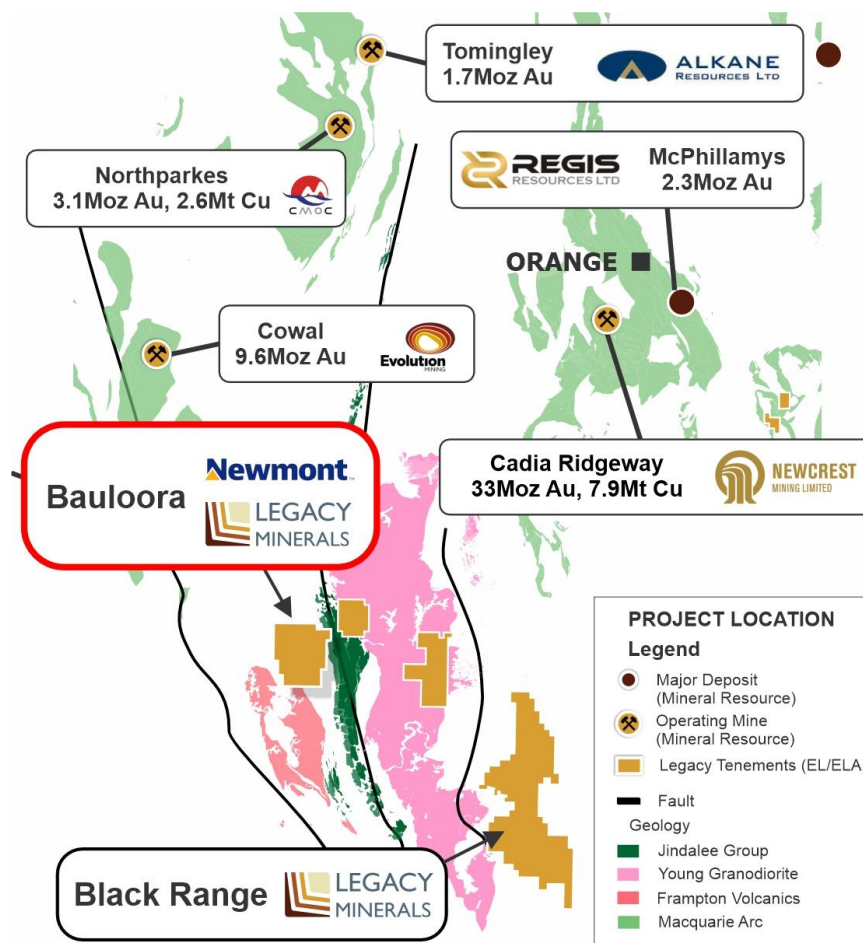 Tomingley
1.7Moz Au
ALKANE
RESOURCES LTD
REGIS
RESOURCES LTD
McPhillamys
2.3Moz Au
Northparkes
3.1Moz Au, 2.6Mt Cu
CMOC
ORANGE
Cowal
9.6Moz Au
Evolution
MINING
Bauloora
Newmont™
LEGACY
MINERALS
Cadia Ridgeway
33Moz Au, 7.9Mt Cu
NEWCREST
MINING LIMITED
PROJECT LOCATION
Legend
Major Deposit
(Mineral Resource)
Operating Mine
(Mineral Resource)
Legacy Tenements (EL/ELA)
Fault
Geology
Jindalee Group
Young Granodiorite
Frampton Volcanics
Macquarie Arc
Black Range
LEGACY
MINERALS